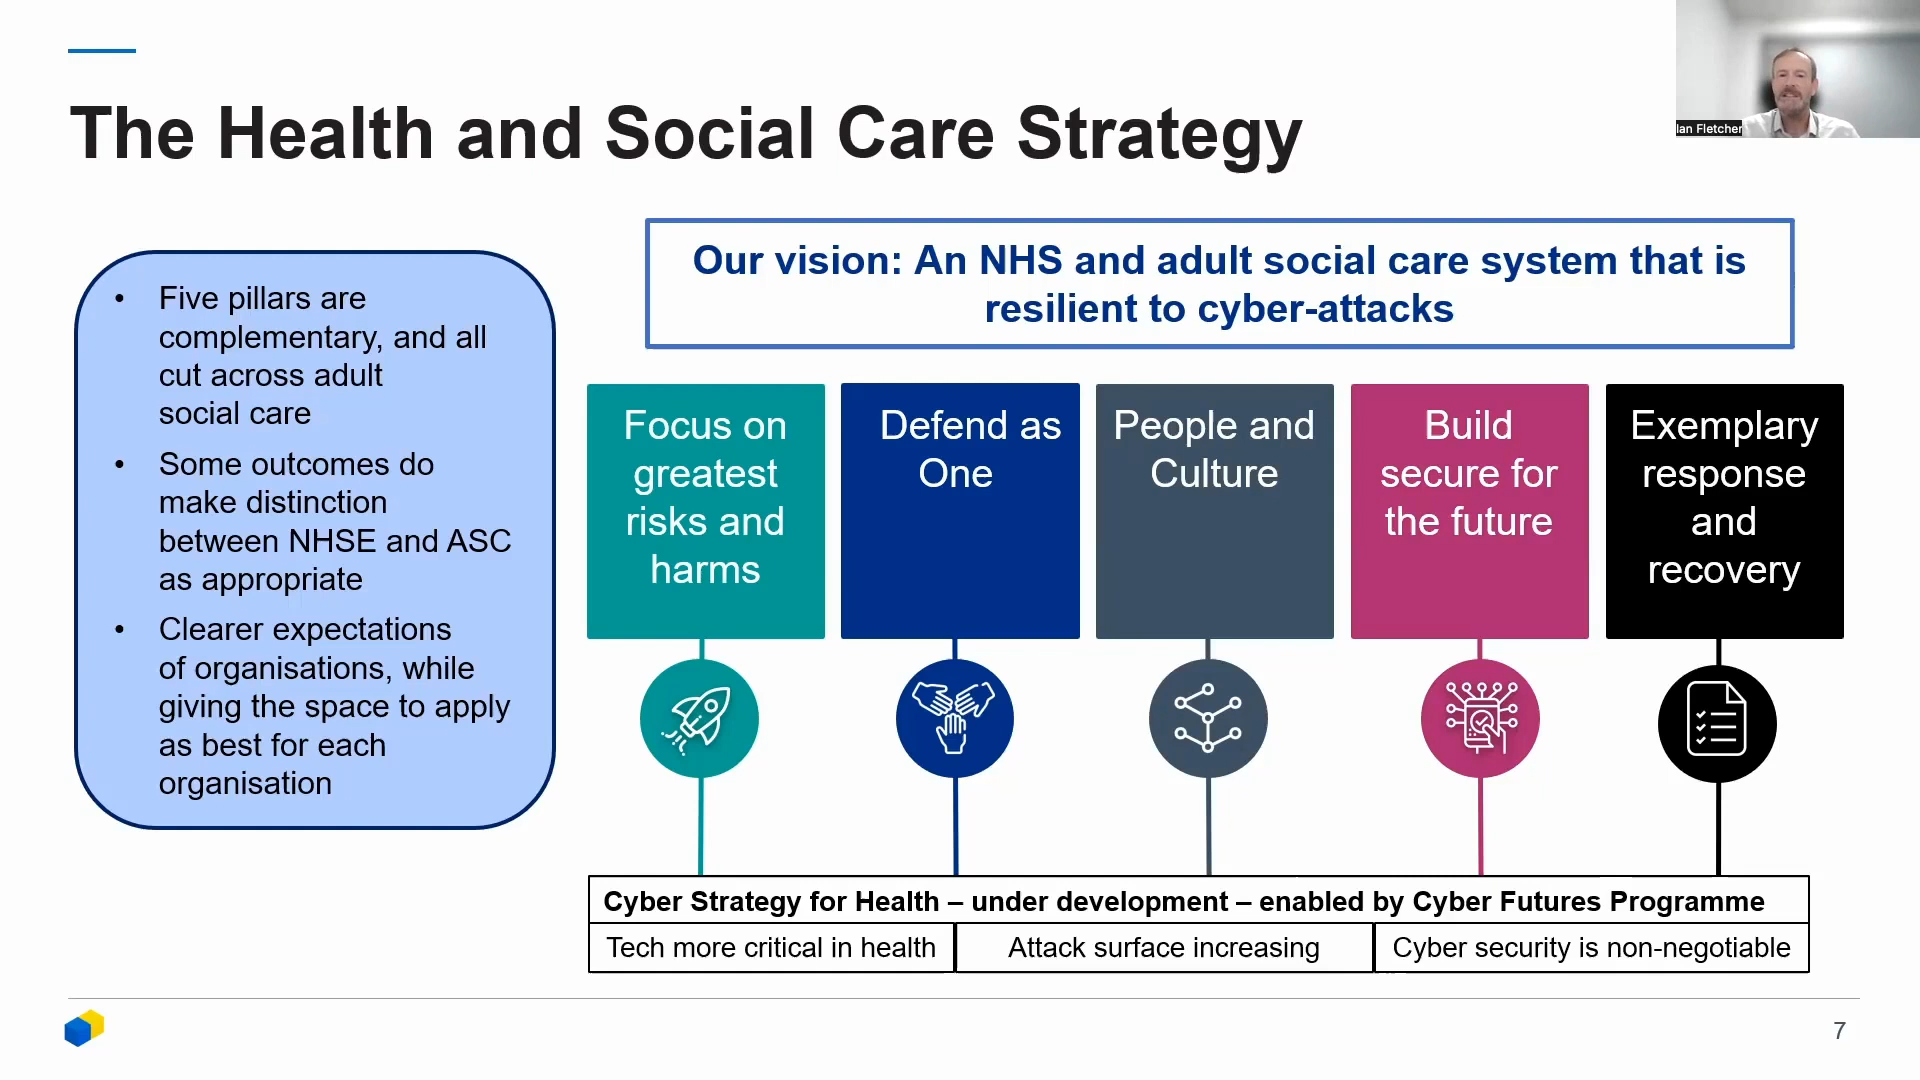 The Health and Social Care Strategy
Ian Fletcher
Our vision: An NHS and adult social care system that is
resilient to cyber-attacks
• Five pillars are
complementary, and all
cut across adult
social care
• Some outcomes do
make distinction
between NHSE and ASC
as appropriate
• Clearer expectations
of organisations, while
giving the space to apply
as best for each
organisation
Focus on
greatest
risks and
harms
Defend as
One
People and
Culture
Build
secure for
the future
Exemplary
response
and
recovery
Cyber Strategy for Health – under development – enabled by Cyber Futures Programme
Tech more critical in health
Attack surface increasing
Cyber security is non-negotiable
7